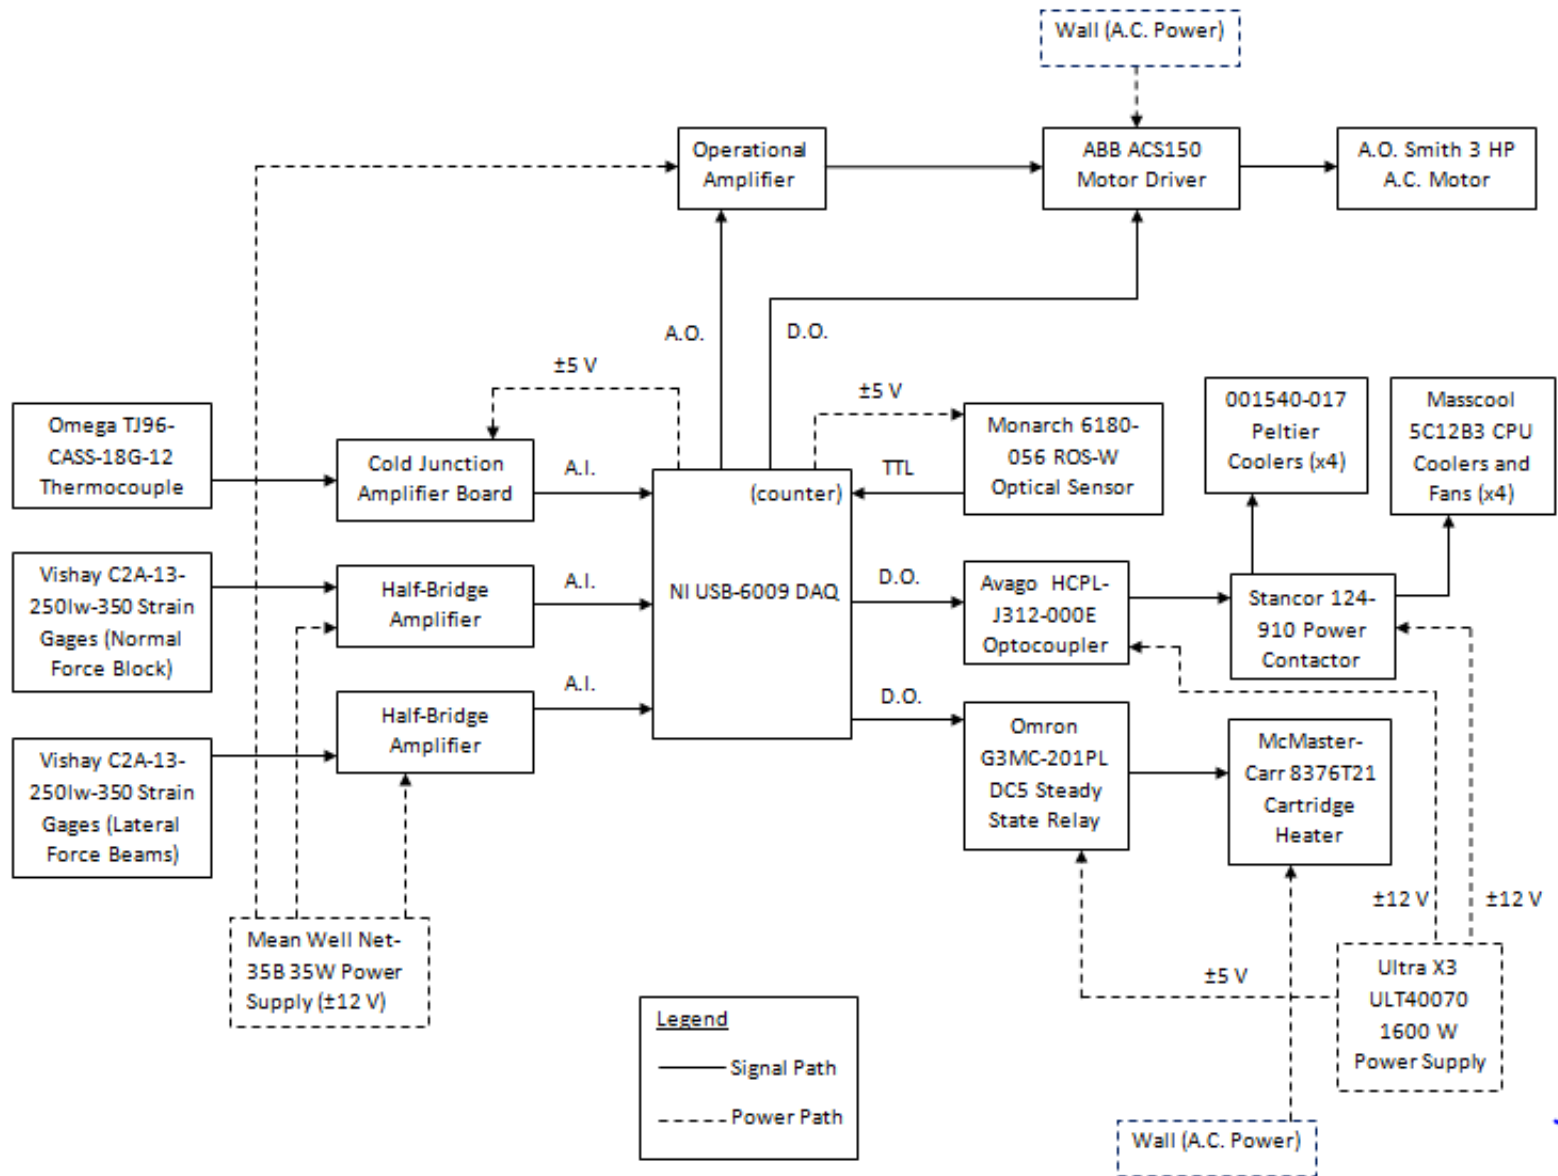 Wall (A.C. Power)
Operational
Amplifier
ABB ACS150
Motor Driver
A.O. Smith 3 HP
A.C. Motor
A.O.
D.O.
±5 V
±5 V
Omega TJ96-
CASS-18G-12
Thermocouple
Cold Junction
Amplifier Board
A.I.
(counter)
TTL
Monarch 6180-
056 ROS-W
Optical Sensor
001540-017
Peltier
Coolers (x4)
Masscool
5C12B3 CPU
Coolers and
Fans (x4)
Vishay C2A-13-
250lw-350 Strain
Gages (Normal
Force Block)
Half-Bridge
Amplifier
A.I.
NI USB-6009 DAQ
D.O.
Avago HCPL-
J312-000E
Optocoupler
Stancor 124-
910 Power
Contactor
Vishay C2A-13-
250lw-350 Strain
Gages (Lateral
Force Beams)
Half-Bridge
Amplifier
A.I.
D.O.
Omron
G3MC-201PL
DC5 Steady
State Relay
McMaster-
Carr 8376T21
Cartridge
Heater
±12 V
±12 V
Mean Well Net-
35B 35W Power
Supply (±12 V)
±5 V
Ultra X3
ULT40070
1600 W
Power Supply
Legend
Signal Path
Power Path
Wall (A.C. Power)